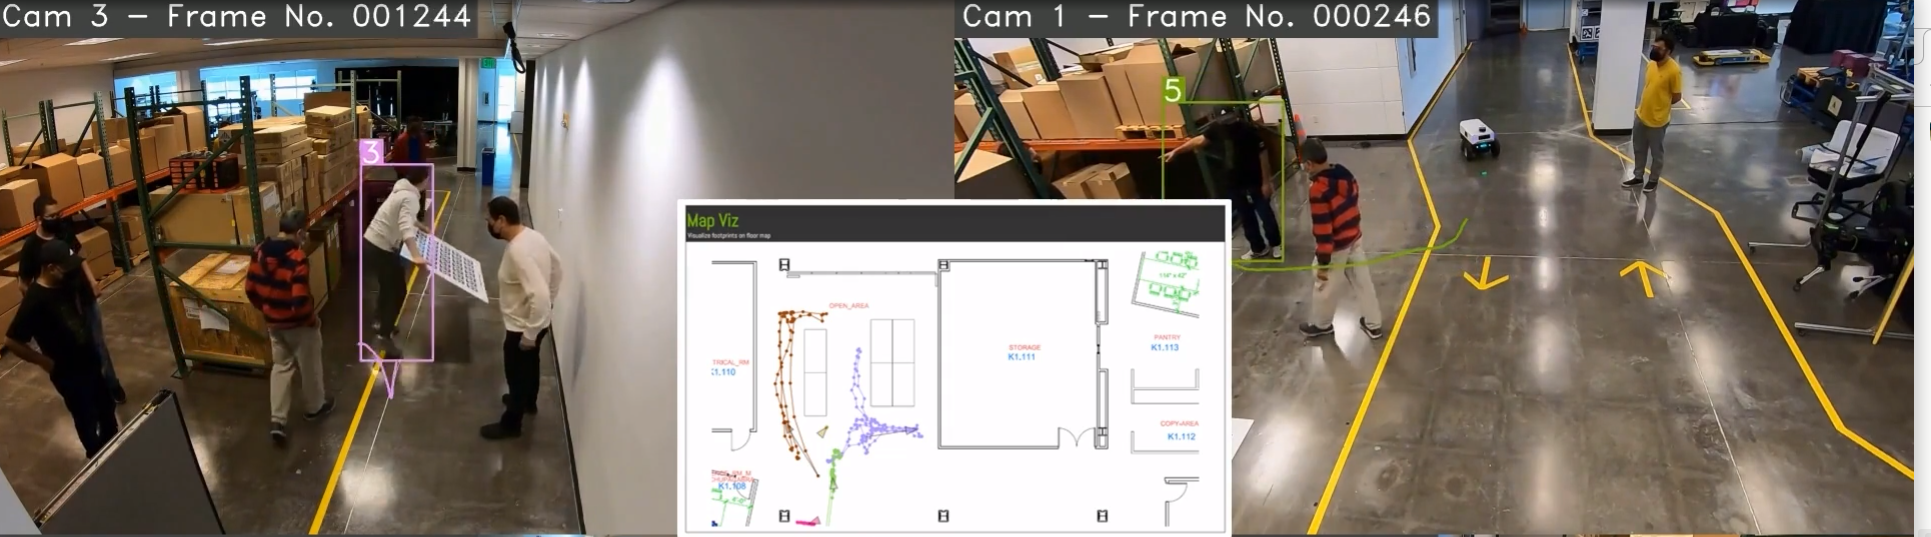 Cam 3 - Frame No. 001244
3
Cam 1 - Frame No. 000246
5
Map Viz
Visualize footprints on floor map
OPEN_AREA
TRICAL_RM
1.110
STORAGE
K1.111
PANTRY
K1.113
COPY-AREA
K1.112
K1.108